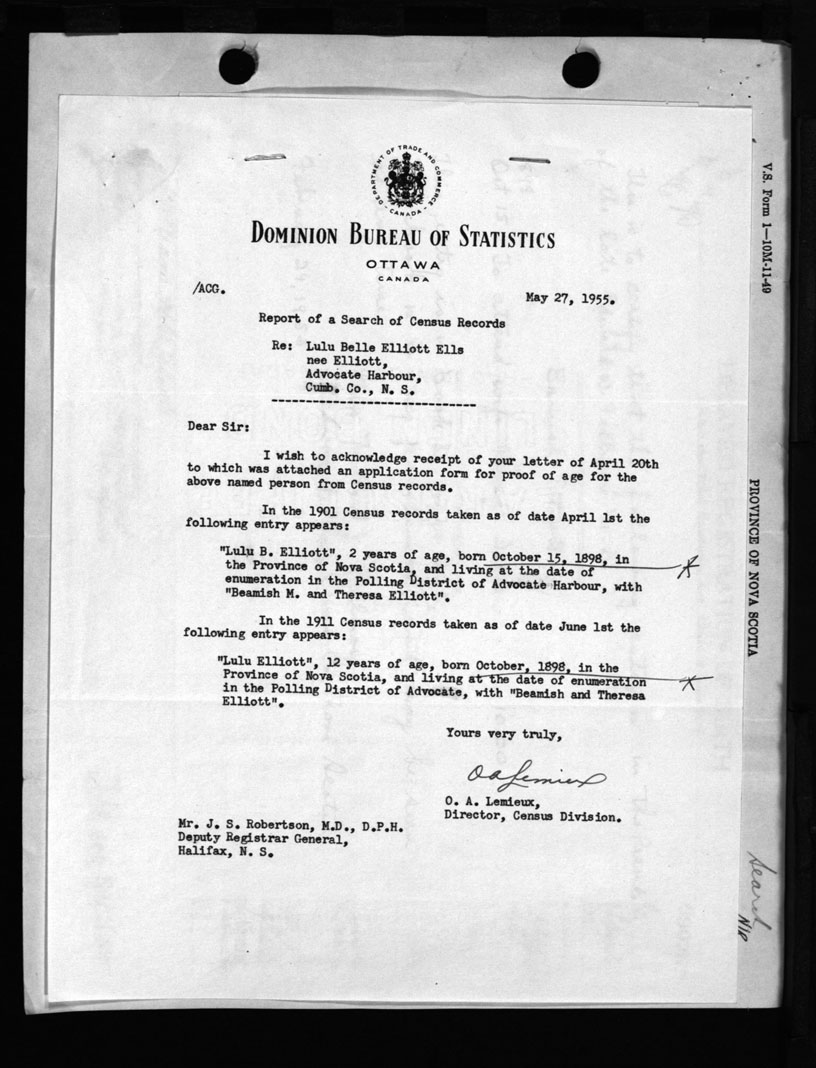 DEPARTMENT OF TRADE AND COMMERCE
- CANADA -
DOMINION BUREAU OF STATISTICS
OTTAWA
CANADA
/ACG.
May 27, 1955.
Report of a Search of Census Records
Re: Lulu Belle Elliott Ells
nee Elliott,
Advocate Harbour,
Cumb. Co., N. S.
Dear Sir:
I wish to acknowledge receipt of your letter of April 20th
to which was attached an application form for proof of age for the
above named person from Census records.
In the 1901 Census records taken as of date April 1st the
following entry appears:
"Lulu B. Elliott", 2 years of age, born October 15, 1898, in
the Province of Nova Scotia, and living at the date of
enumeration in the Polling District of Advocate Harbour, with
"Beamish M. and Theresa Elliott".
In the 1911 Census records taken as of date June 1st the
following entry appears:
"Lulu Elliott", 12 years of age, born October, 1898, in the
Province of Nova Scotia, and living at the date of enumeration
in the Polling District of Advocate, with "Beamish and Theresa
Elliott".
Yours very truly,
O A Lemieux
O. A. Lemieux,
Director, Census Division.
Mr. J. S. Robertson, M.D., D.P.H.
Deputy Registrar General,
Halifax, N. S.
V.S. Form 1—10M-11-49
PROVINCE OF NOVA SCOTIA